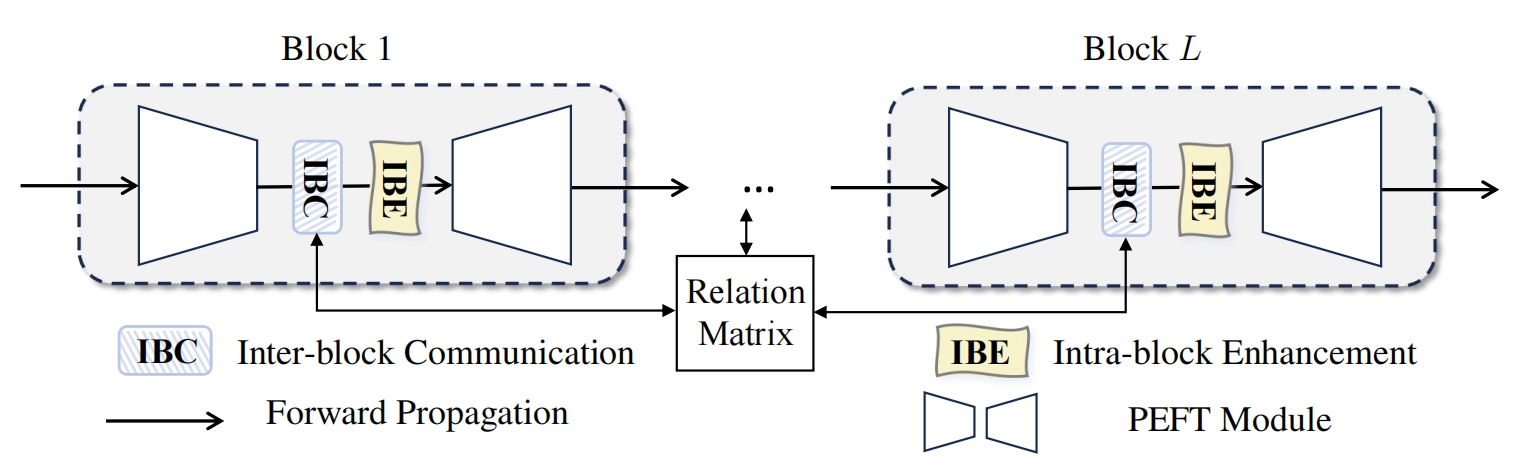 Block 1
Block L
IBC
IBE
...
IBC
IBE
Relation
Matrix
IBC Inter-block Communication
IBE Intra-block Enhancement
Forward Propagation
PEFT Module